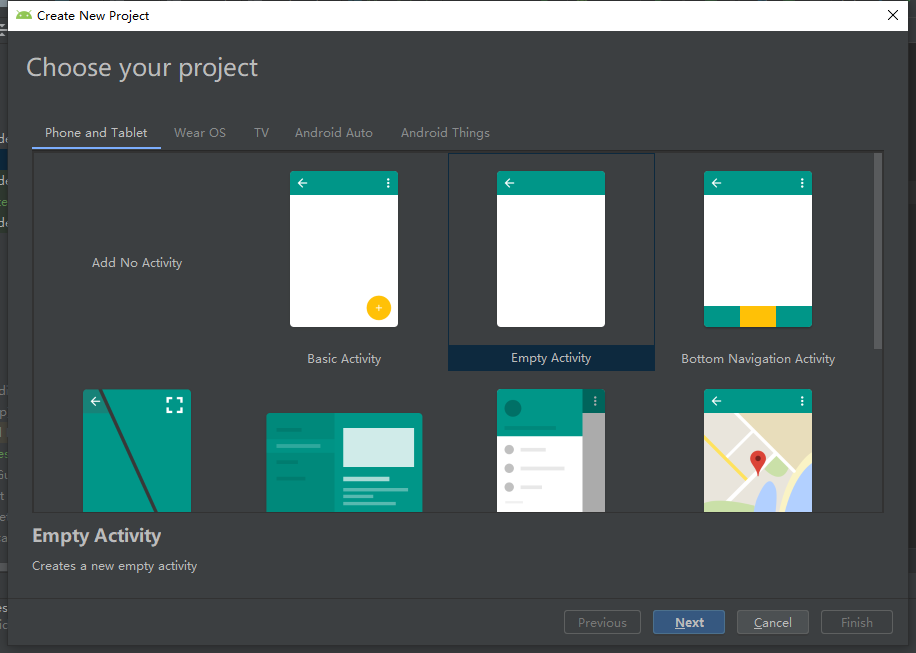 Create New Project
Choose your project
Phone and Tablet Wear OS TV Android Auto Android Things
Add No Activity
Basic Activity
Empty Activity
Bottom Navigation Activity
Empty Activity
Creates a new empty activity
Previous Next Cancel Finish